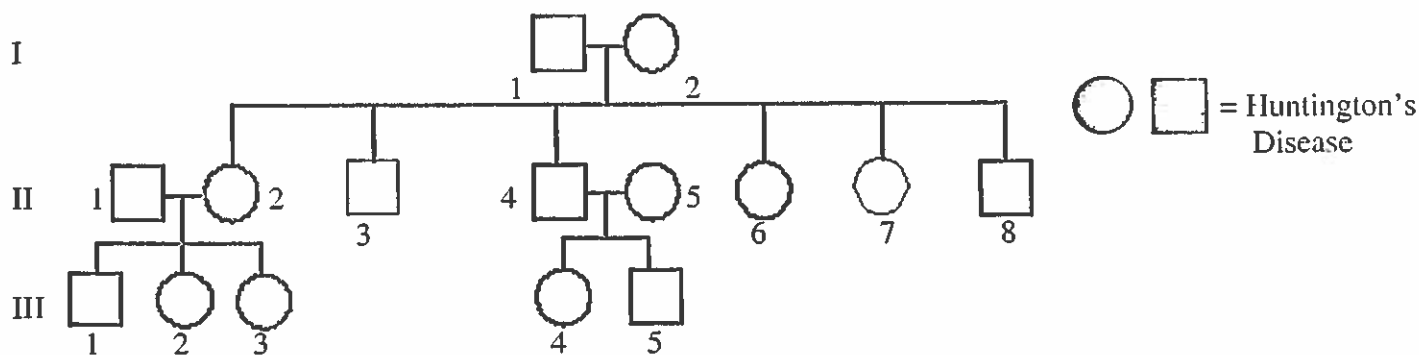 I
1 2
= Huntington's
Disease
II 1 2 3 4 5 6 7 8
III 1 2 3 4 5